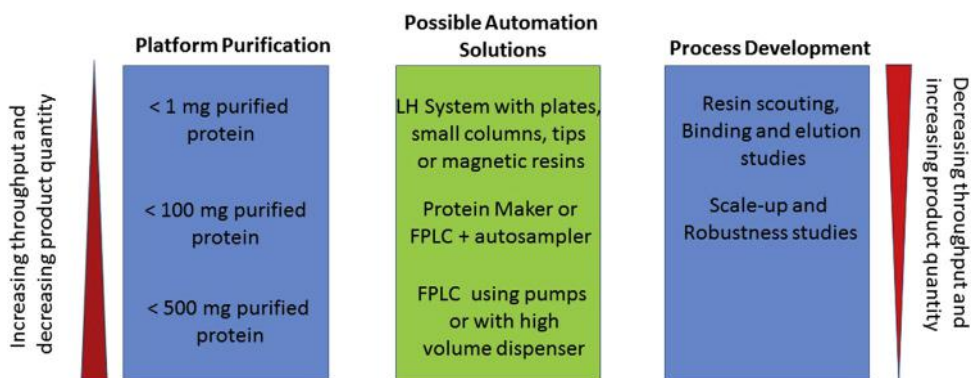 Increasing throughput and
decreasing product quantity
Platform Purification
< 1 mg purified
protein
< 100 mg purified
protein
< 500 mg purified
protein
Possible Automation
Solutions
LH System with plates,
small columns, tips
or magnetic resins
Protein Maker or
FPLC + autosampler
FPLC using pumps
or with high
volume dispenser
Process Development
Resin scouting,
Binding and elution
studies
Scale-up and
Robustness studies
Decreasing throughput and
increasing product quantity